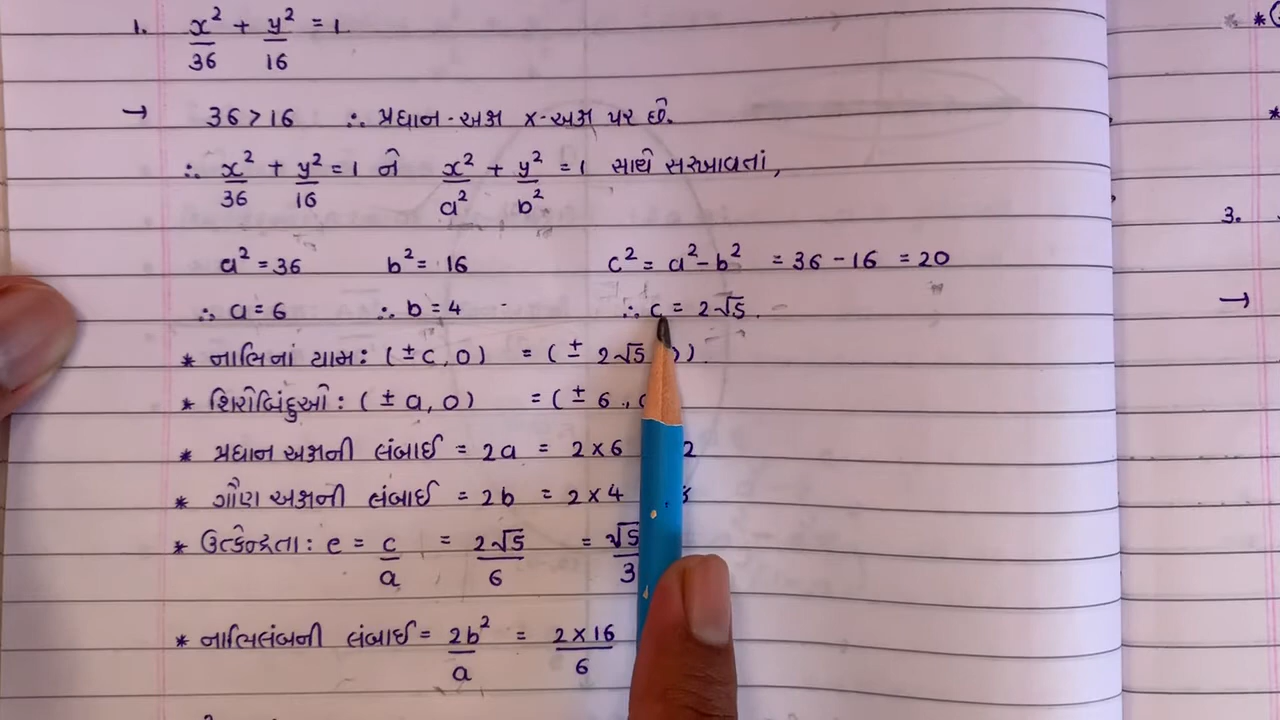 1. x²/36 + y²/16 = 1.
→ 36 > 16 ∴ પ્રધાન-અક્ષ x-અક્ષ પર છે.
∴ x²/36 + y²/16 = 1 ને x²/a² + y²/b² = 1 સાથે સરખાવતાં,
a² = 36 b² = 16 c² = a² - b² = 36 - 16 = 20
∴ a = 6 ∴ b = 4 ∴ c = 2√5.
* નાભિનાં યામ: (± c, 0) = (± 2√5 )).
* શિરોબિંદુઓ: (± a, 0) = (± 6,
* પ્રધાન અક્ષની લંબાઈ = 2a = 2 × 6 2
* ગૌણ અક્ષની લંબાઈ = 2b = 2 × 4
* ઉત્કેન્દ્રતા: e = c/a = 2√5/6 = √5/3
* નાભિલંબની લંબાઈ = 2b²/a = 2 × 16/6
3.
→